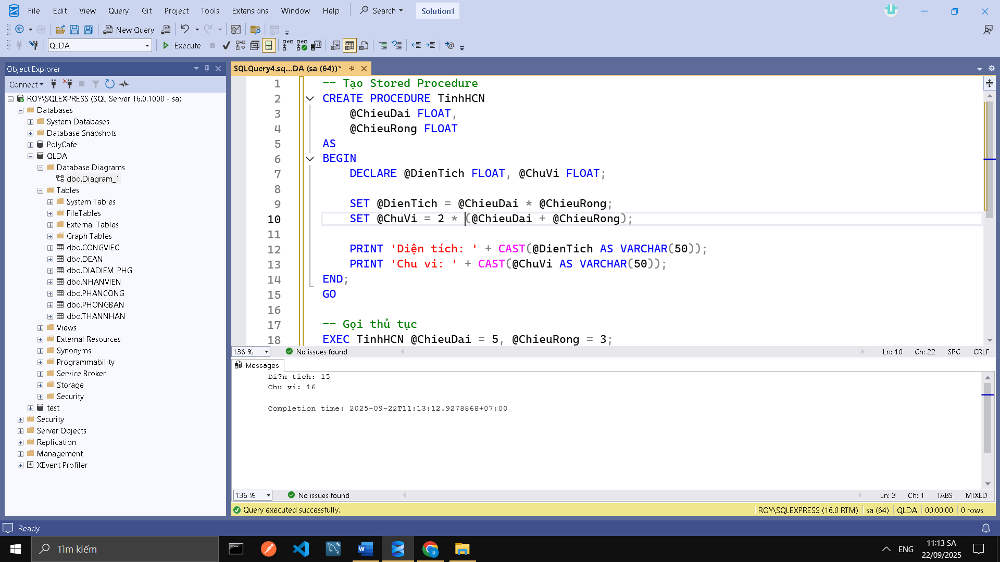 File Edit View Query Git Project Tools Extensions Window Help Search Solution1
New Query
QLDA Execute
Object Explorer
Connect
ROY\SQLEXPRESS (SQL Server 16.0.1000 - sa)
Databases
System Databases
Database Snapshots
PolyCafe
QLDA
Database Diagrams
dbo.Diagram_1
Tables
System Tables
FileTables
External Tables
Graph Tables
dbo.CONGVIEC
dbo.DEAN
dbo.DIADIEM_PHG
dbo.NHANVIEN
dbo.PHANCONG
dbo.PHONGBAN
dbo.THANNHAN
Views
External Resources
Synonyms
Programmability
Service Broker
Storage
Security
test
Security
Server Objects
Replication
Management
XEvent Profiler
SQLQuery4.sq...DA (sa (64))*
1 -- Tạo Stored Procedure
2 CREATE PROCEDURE TinhHCN
3 @ChieuDai FLOAT,
4 @ChieuRong FLOAT
5 AS
6 BEGIN
7 DECLARE @DienTich FLOAT, @ChuVi FLOAT;
8
9 SET @DienTich = @ChieuDai * @ChieuRong;
10 SET @ChuVi = 2 * (@ChieuDai + @ChieuRong);
11
12 PRINT 'Diện tích: ' + CAST(@DienTich AS VARCHAR(50));
13 PRINT 'Chu vi: ' + CAST(@ChuVi AS VARCHAR(50));
14 END;
15 GO
16
17 -- Gọi thủ tục
18 EXEC TinhHCN @ChieuDai = 5, @ChieuRong = 3;
136 % No issues found Ln: 10 Ch: 22 SPC CRLF
Messages
Di?n tích: 15
Chu vi: 16
Completion time: 2025-09-22T11:13:12.9278868+07:00
136 % No issues found Ln: 3 Ch: 1 TABS MIXED
Query executed successfully. ROY\SQLEXPRESS (16.0 RTM) sa (64) QLDA 00:00:00 0 rows
Ready
Tìm kiếm ENG 11:13 SA
22/09/2025